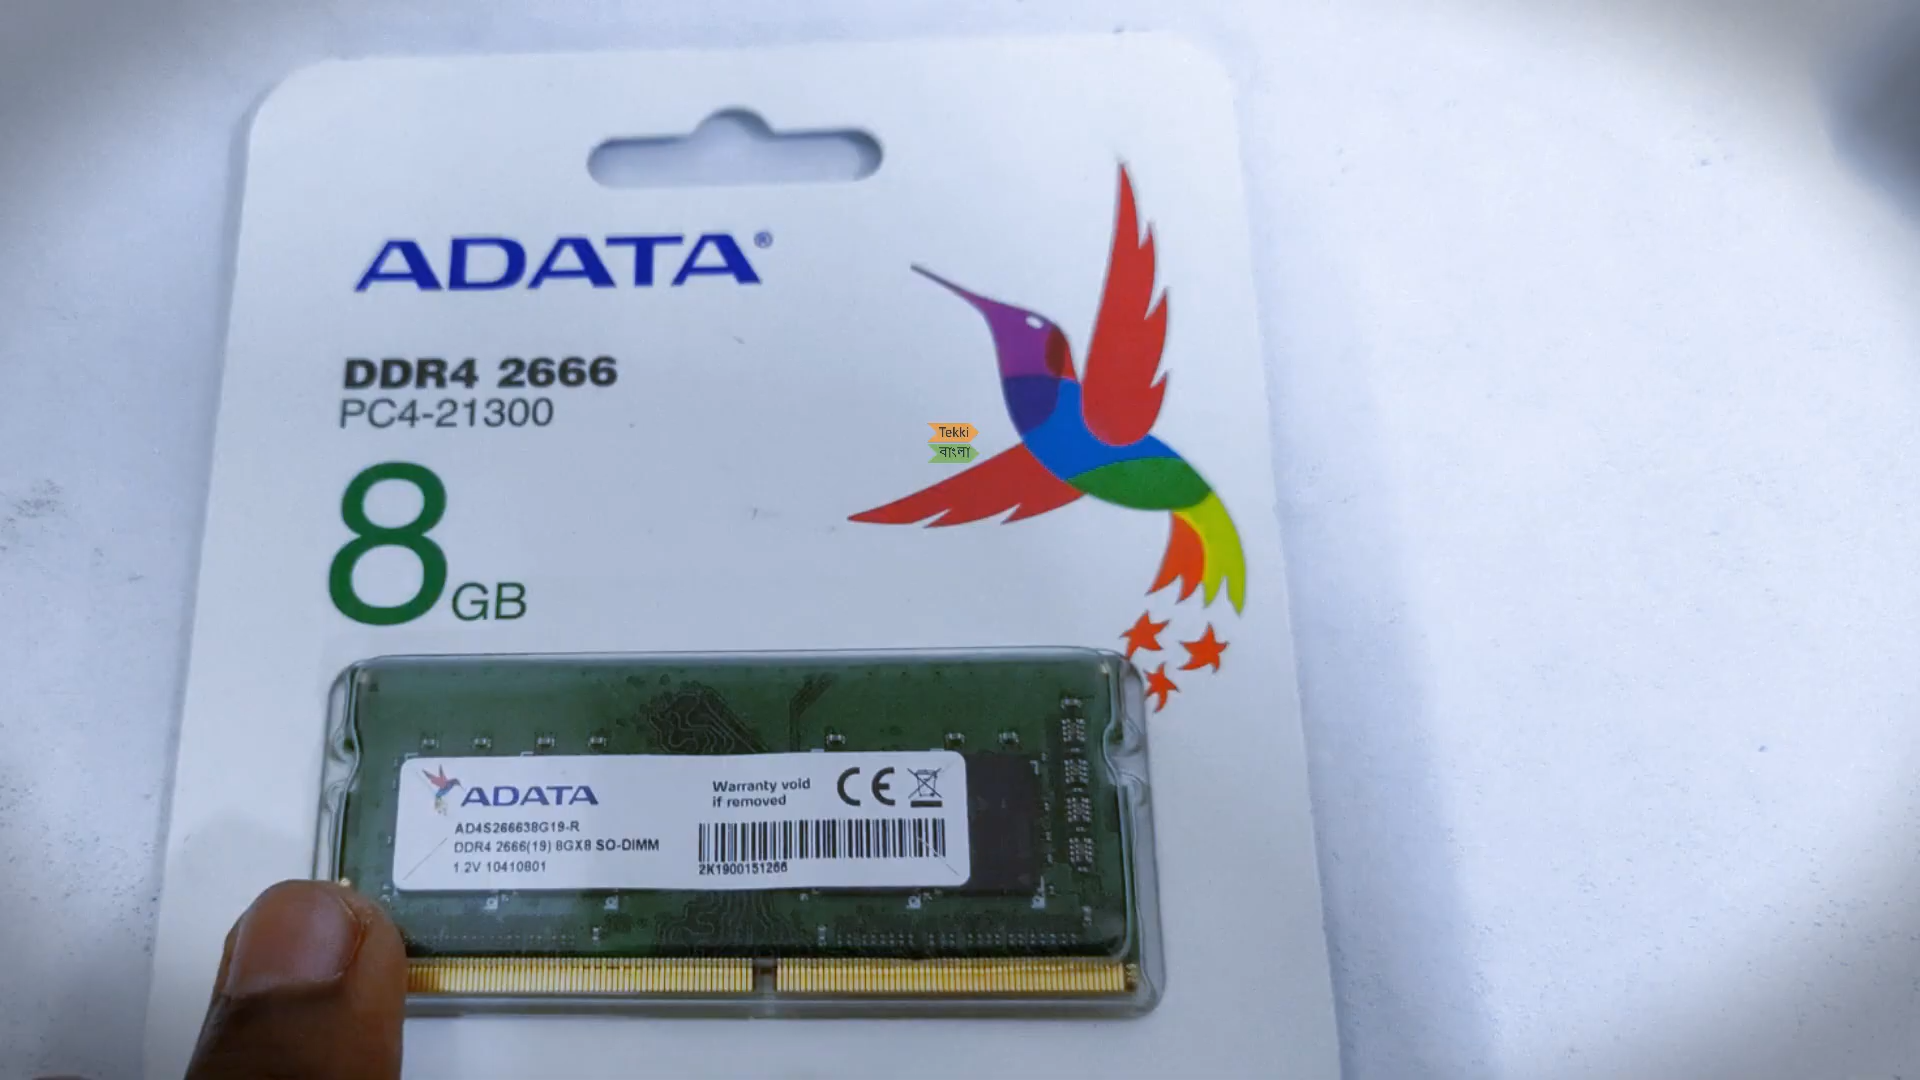 ADATA®
DDR4 2666
PC4-21300
8GB
Tekki
বাংলা
ADATA
Warranty void
if removed
CE
AD4S266638G19-R
DDR4 2666(19) 8GX8 SO-DIMM
1.2V 10410801
2K1900151266